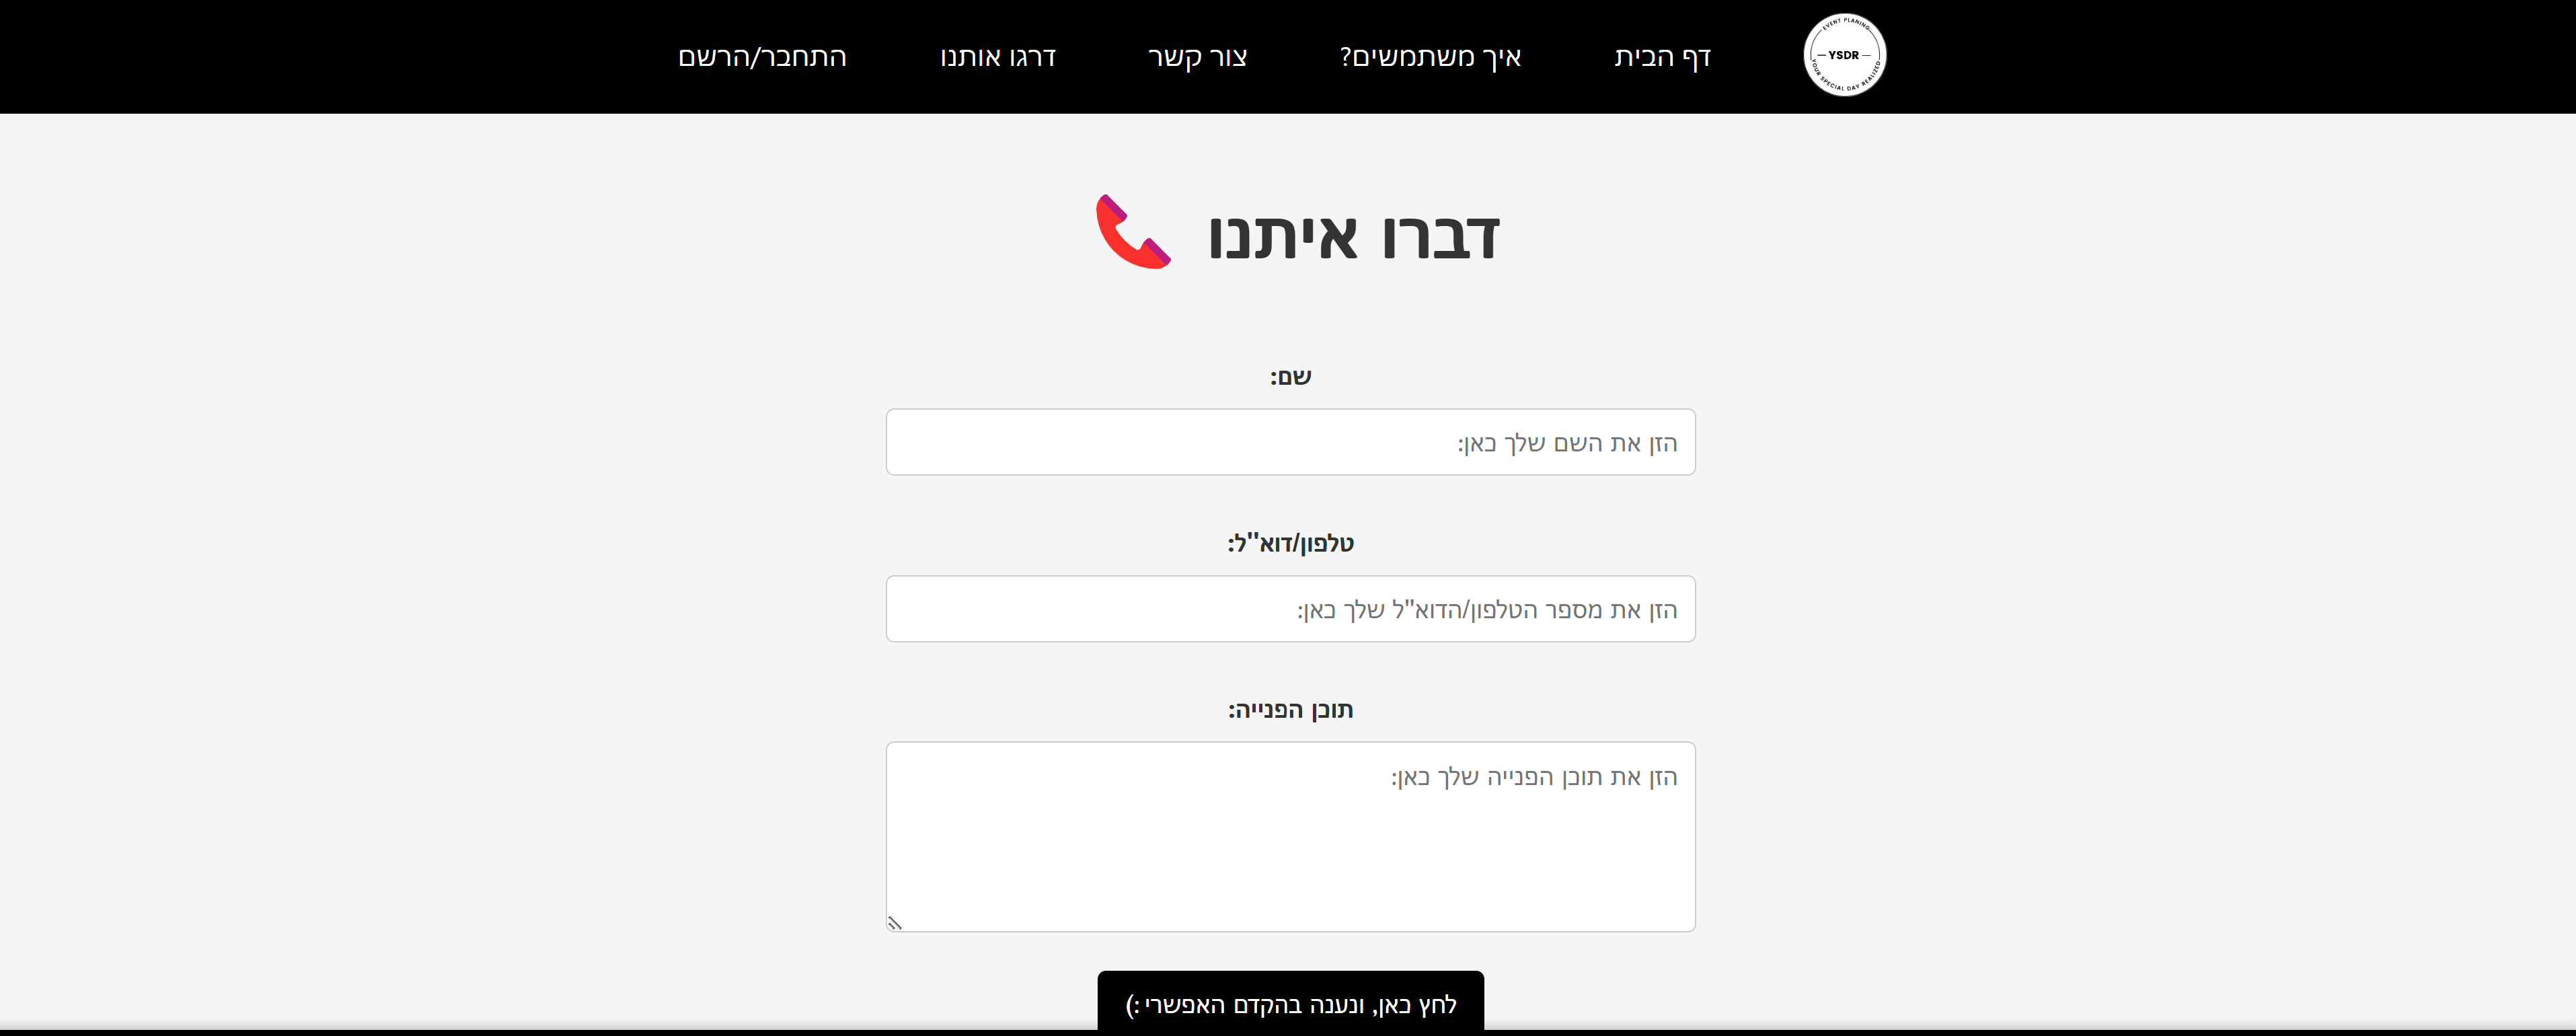 EVENT PLANING
YSDR
YOUR SPECIAL DAY REALIZED
דף הבית
איך משתמשים?
צור קשר
דרגו אותנו
התחבר/הרשם
דברו איתנו
שם:
הזן את השם שלך כאן:
טלפון/דוא''ל:
הזן את מספר הטלפון/הדוא"ל שלך כאן:
תוכן הפנייה:
הזן את תוכן הפנייה שלך כאן:
לחץ כאן, ונענה בהקדם האפשרי :)